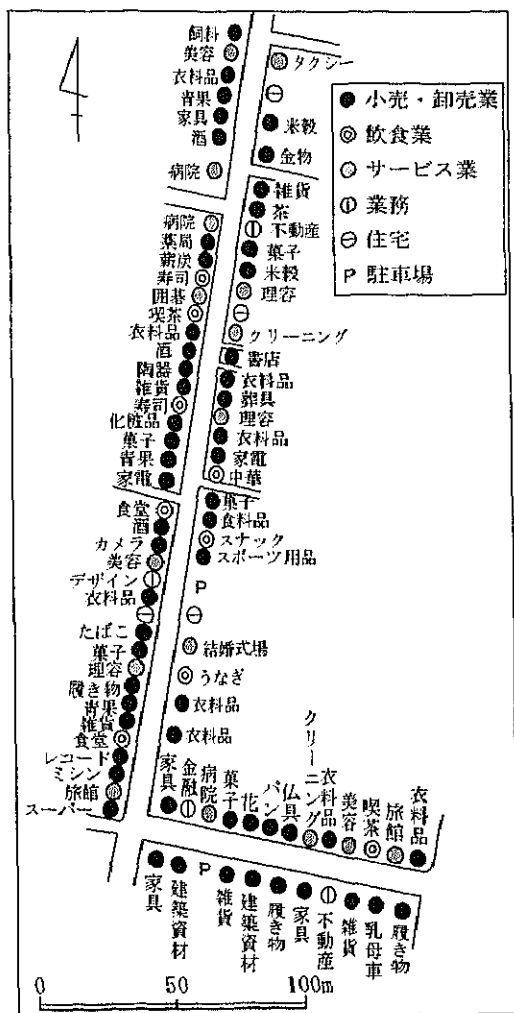 飼料
美容
衣料品
青果
家具
酒
病院
病院
薬局
薪炭
寿司
囲碁
喫茶
衣料品
酒
陶器
雑貨
寿司
化粧品
菓子
青果
家電
食堂
酒
カメラ
美容
デザイン
衣料品
たばこ
菓子
理容
履き物
青果
雑貨
食堂
レコード
ミシン
旅館
スーパー
タクシー
米穀
金物
雑貨
茶
不動産
菓子
米穀
理容
クリーニング
書店
衣料品
葬具
理容
衣料品
家電
中華
菓子
食料品
スナック
スポーツ用品
P
結婚式場
うなぎ
衣料品
衣料品
家具
金融
病院
菓子
花
パン
仏具
クリーニング
衣料品
美容
喫茶
旅館
衣料品
家具
建築資材
P
雑貨
建築資材
履き物
家具
不動産
雑貨
乳母車
履き物
小売・卸売業
飲食業
サービス業
業務
住宅
P 駐車場
0 50 100m